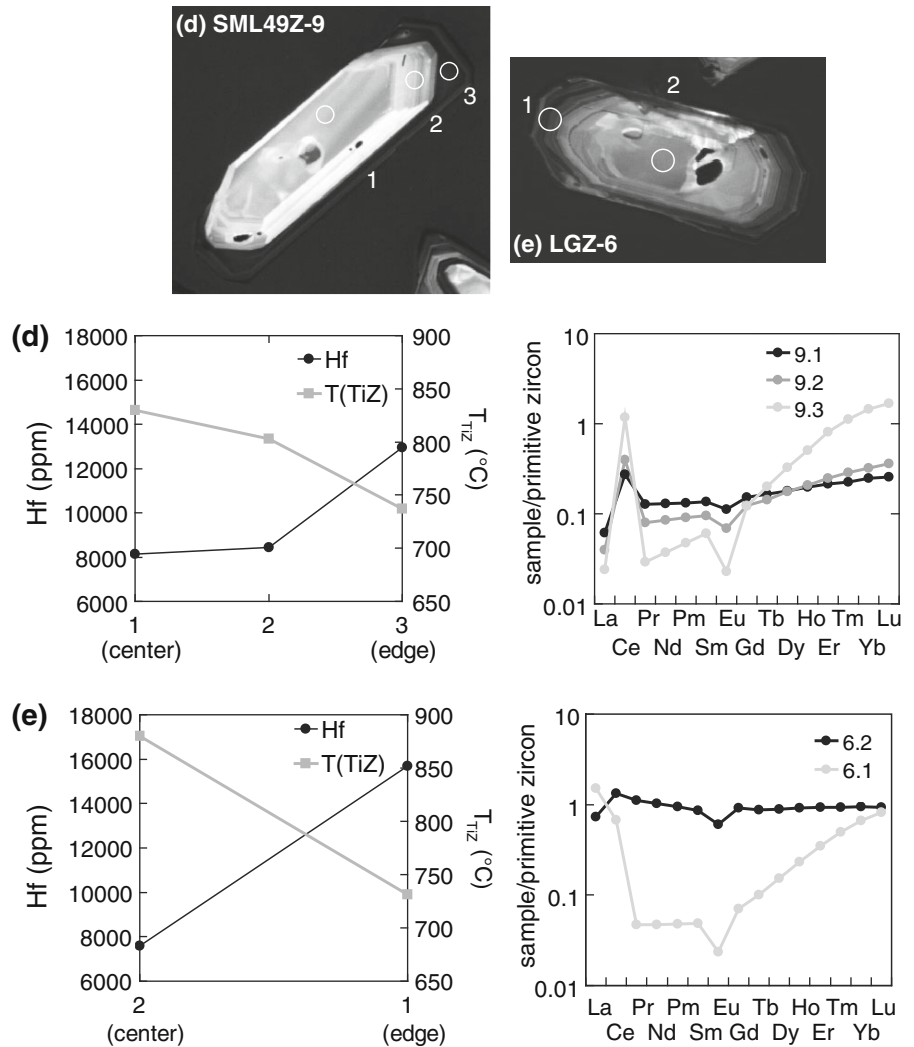 (d) SML49Z-9
1
2
3
1
2
(e) LGZ-6
(d)
18000
16000
14000
12000
10000
8000
6000
Hf (ppm)
Hf
T(TiZ)
900
850
800
750
700
650
T_TiZ (°C)
1 2 3
(center) (edge)
10
1
0.1
0.01
sample/primitive zircon
9.1
9.2
9.3
La Pr Pm Eu Tb Ho Tm Lu
Ce Nd Sm Gd Dy Er Yb
(e)
18000
16000
14000
12000
10000
8000
6000
Hf (ppm)
Hf
T(TiZ)
900
850
800
750
700
650
T_TiZ (°C)
2 1
(center) (edge)
10
1
0.1
0.01
sample/primitive zircon
6.2
6.1
La Pr Pm Eu Tb Ho Tm Lu
Ce Nd Sm Gd Dy Er Yb